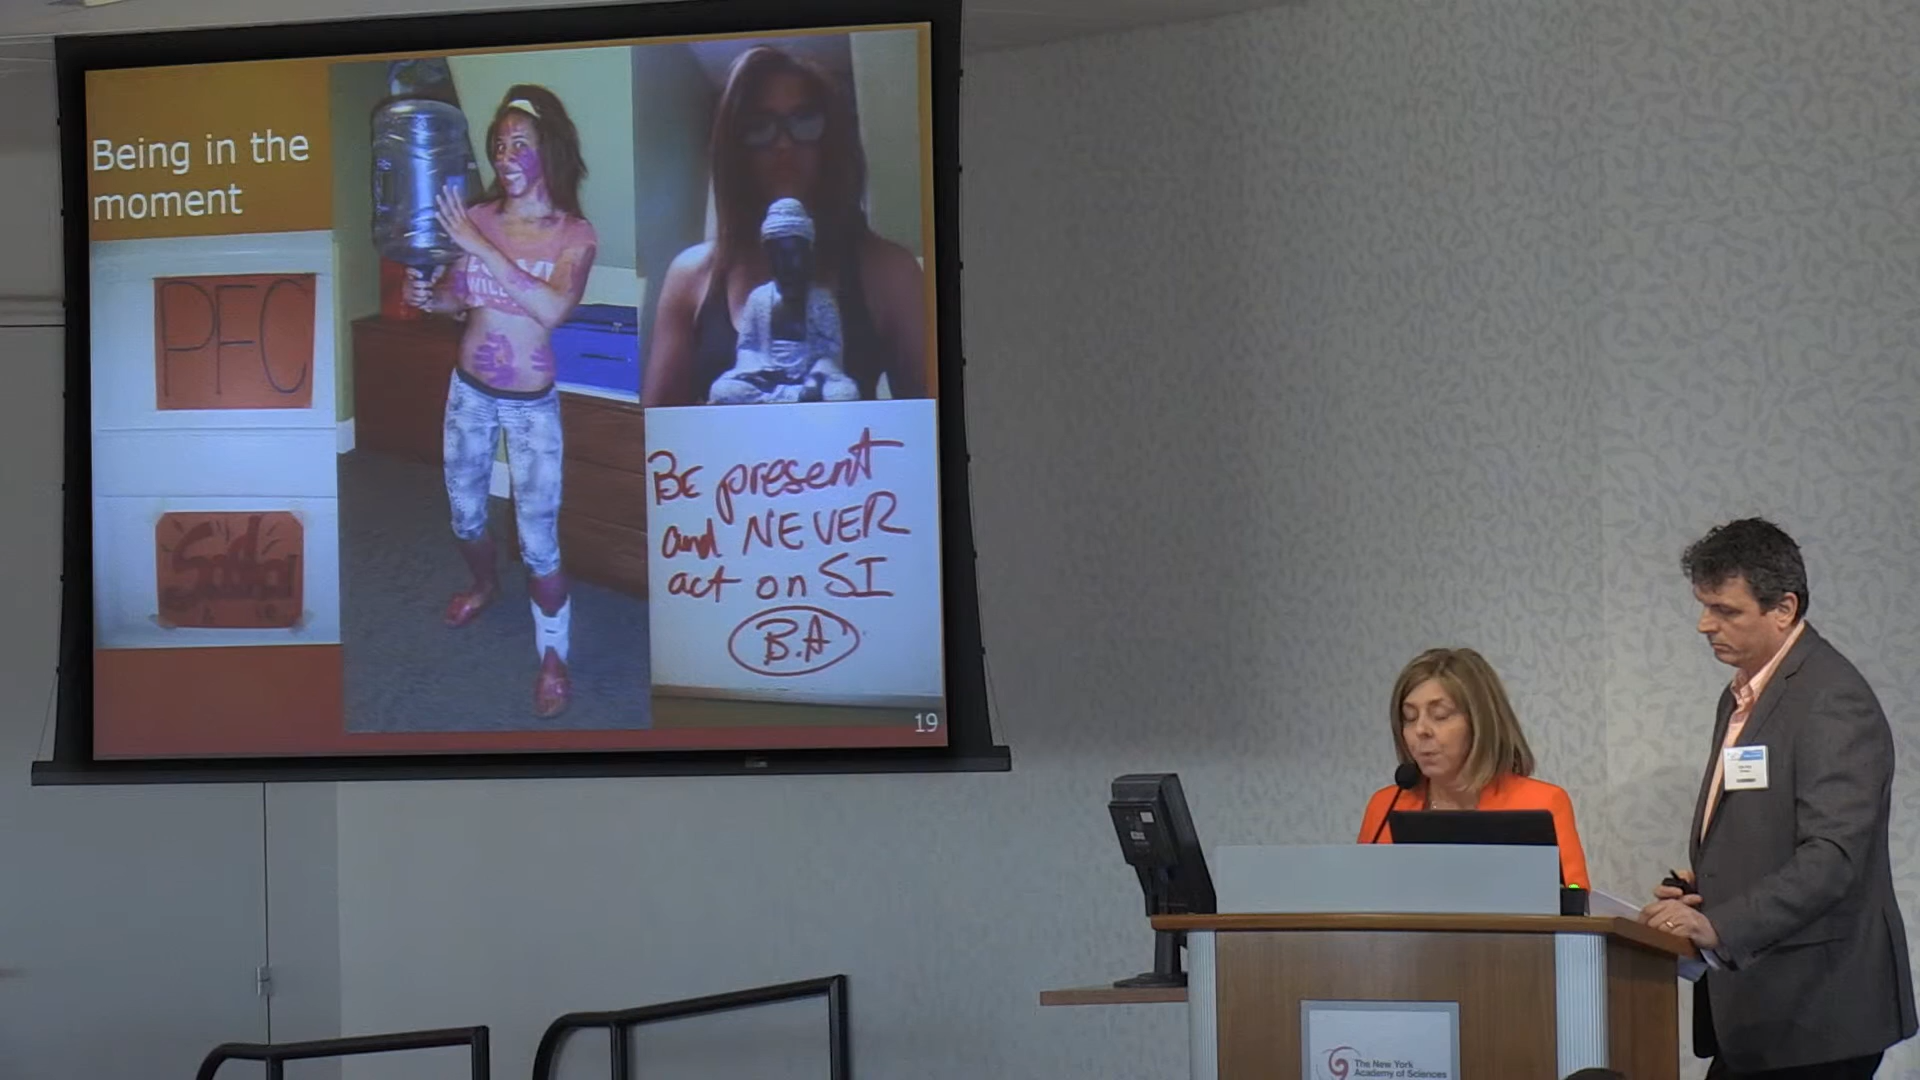 Being in the
moment
PFC
BE present
and NEVER
act on SI
B.A
19
The New York
Academy of Sciences